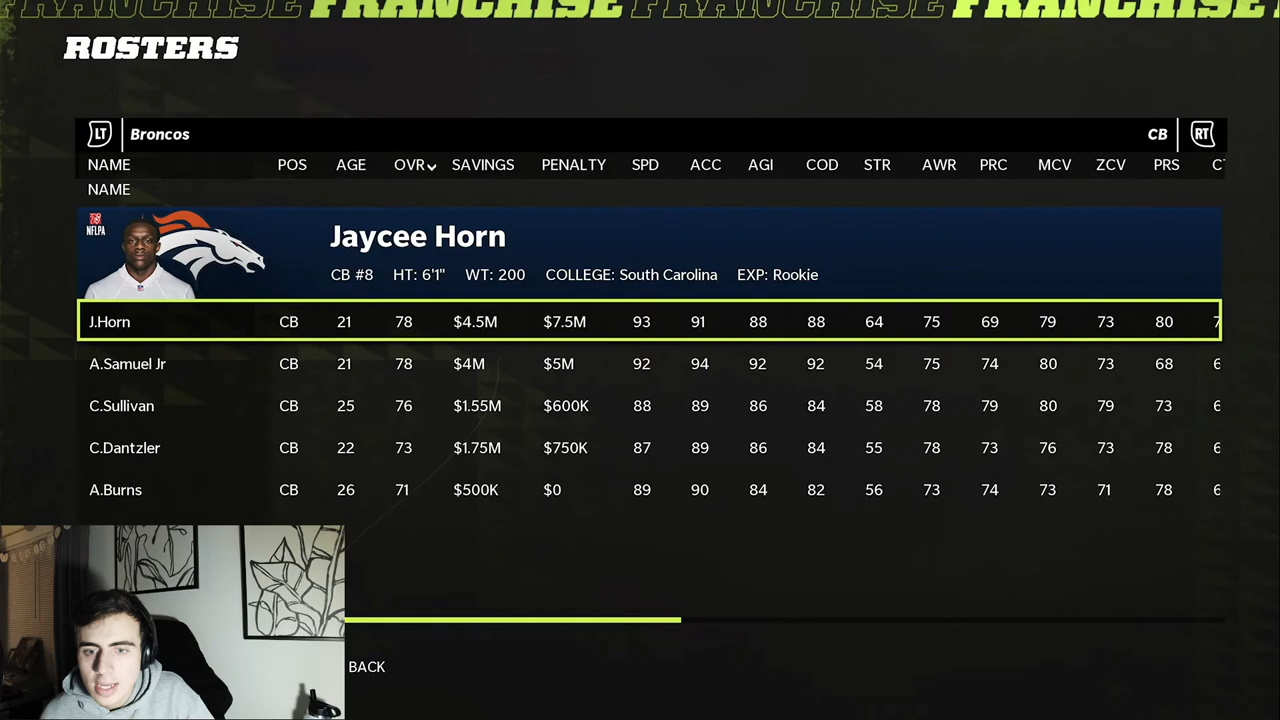 FRANCHISE FRANCHISE FRANCHISE FRANCHISE
ROSTERS
LT Broncos CB RT
NAME POS AGE OVR SAVINGS PENALTY SPD ACC AGI COD STR AWR PRC MCV ZCV PRS
NAME
NFLPA
Jaycee Horn
CB #8 HT: 6'1" WT: 200 COLLEGE: South Carolina EXP: Rookie
J.Horn CB 21 78 $4.5M $7.5M 93 91 88 88 64 75 69 79 73 80 7
A.Samuel Jr CB 21 78 $4M $5M 92 94 92 92 54 75 74 80 73 68 6
C.Sullivan CB 25 76 $1.55M $600K 88 89 86 84 58 78 79 80 79 73 6
C.Dantzler CB 22 73 $1.75M $750K 87 89 86 84 55 78 73 76 73 78 6
A.Burns CB 26 71 $500K $0 89 90 84 82 56 73 74 73 71 78 6
BACK